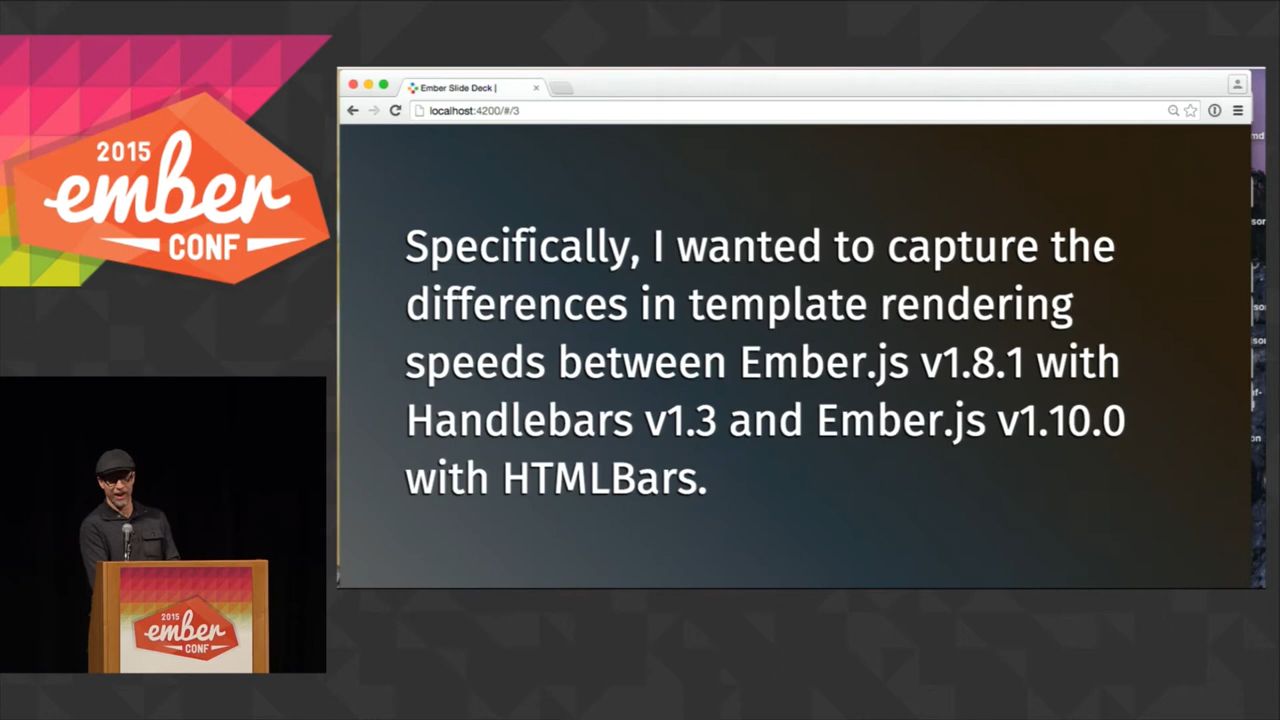 2015
ember
CONF
Ember Slide Deck |
localhost:4200/#/3
Specifically, I wanted to capture the
differences in template rendering
speeds between Ember.js v1.8.1 with
Handlebars v1.3 and Ember.js v1.10.0
with HTMLBars.
2015
ember
CONF